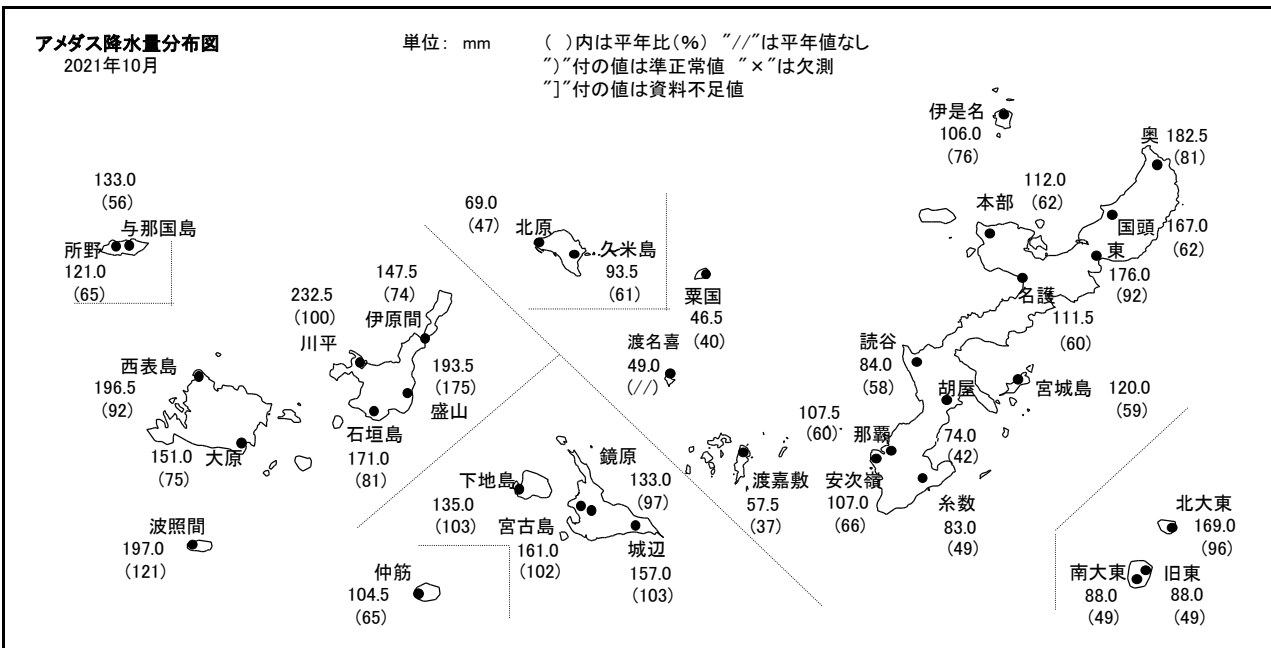 アメダス降水量分布図
2021年10月
単位: mm
( )内は平年比(%) "//"は平年値なし
")"付の値は準正常値 "×"は欠測
"]"付の値は資料不足値
伊是名
106.0
(76)
奥 182.5
(81)
112.0
(62)
本部
国頭 167.0
(62)
東
176.0
(92)
名護
111.5
(60)
133.0
(56)
与那国島
所野
121.0
(65)
69.0
(47)
北原
久米島
93.5
(61)
粟国
46.5
(40)
渡名喜
49.0
(//)
147.5
(74)
伊原間
232.5
(100)
川平
193.5
(175)
盛山
石垣島
171.0
(81)
西表島
196.5
(92)
151.0
(75)
大原
波照間
197.0
(121)
読谷
84.0
(58)
胡屋
74.0
(42)
宮城島
120.0
(59)
107.5
(60)
那覇
安次嶺
107.0
(66)
糸数
83.0
(49)
渡嘉敷
57.5
(37)
下地島
135.0
(103)
鏡原
133.0
(97)
宮古島
161.0
(102)
城辺
157.0
(103)
仲筋
104.5
(65)
北大東
169.0
(96)
南大東
88.0
(49)
旧東
88.0
(49)